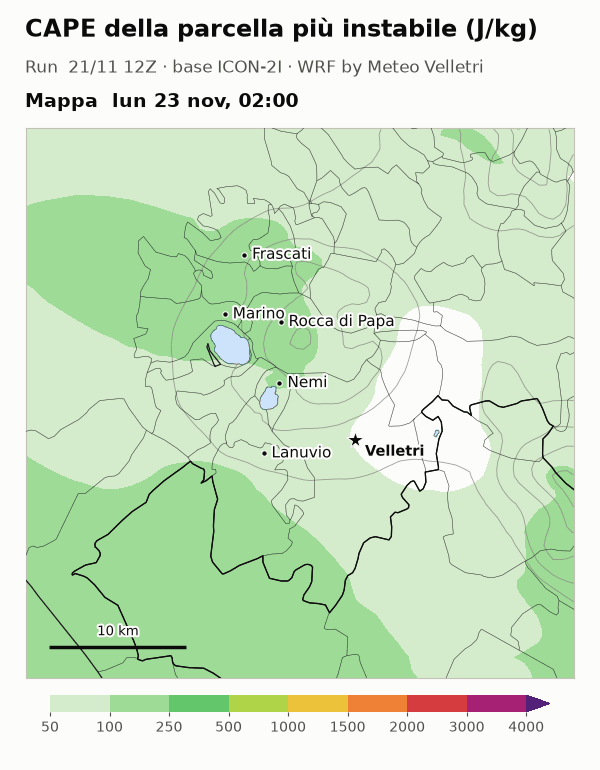 CAPE della parcella più instabile (J/kg)
Run  21/11 12Z · base ICON-2I · WRF by Meteo Velletri
Mappa  lun 23 nov, 02:00
Frascati
Marino
Rocca di Papa
Nemi
Velletri
Lanuvio
10 km
50 100 250 500 1000 1500 2000 3000 4000